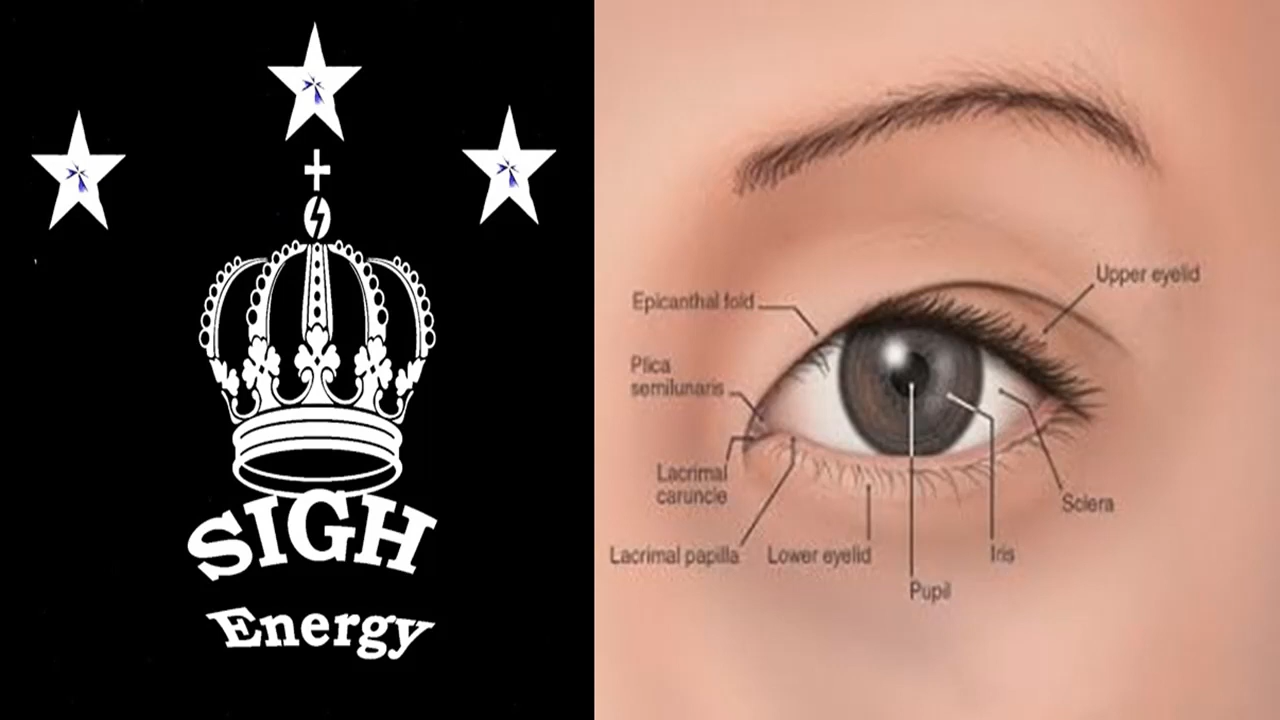 SIGH
Energy
Upper eyelid
Epicanthal fold
Plica
semilunaris
Lacrimal
caruncle
Sclera
Lacrimal papilla
Lower eyelid
Iris
Pupil